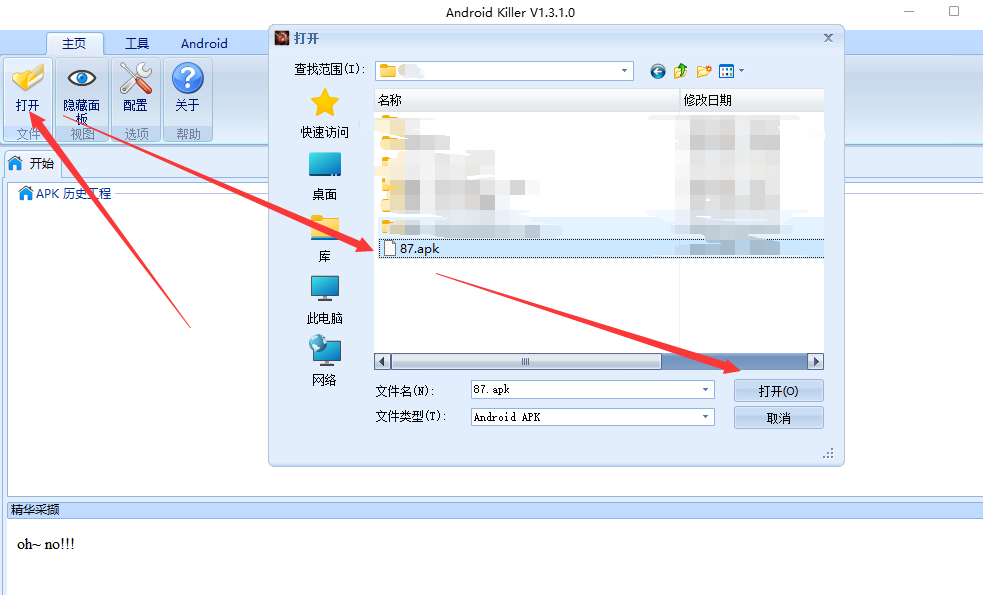 Android Killer V1.3.1.0
主页 工具 Android
打开 隐藏面板 配置 关于
文件 视图 选项 帮助
开始
APK 历史工程
打开
查找范围(I):
名称 修改日期
快速访问
桌面
库
此电脑
网络
87.apk
文件名(N): 87.apk 打开(O)
文件类型(T): Android APK 取消
精华采撷
oh~ no!!!